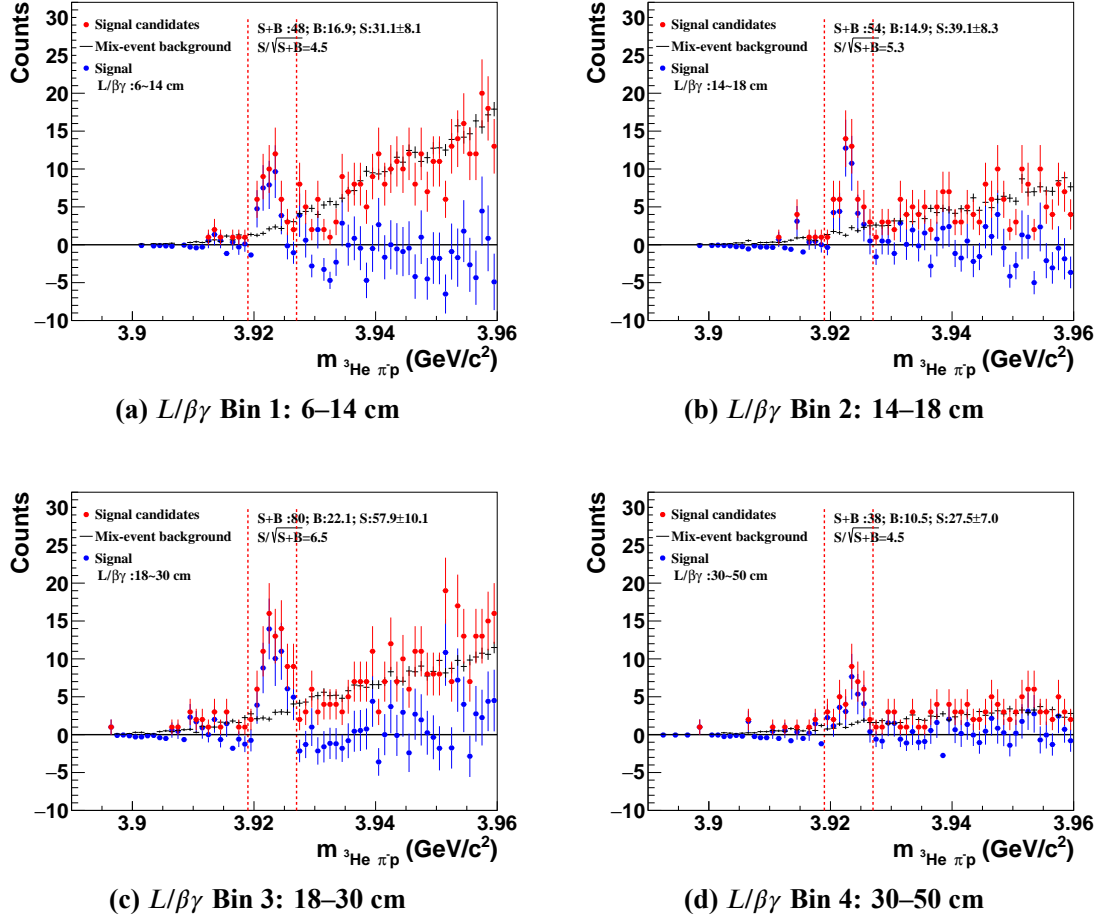 Counts
30
25
20
15
10
5
0
−5
−10
Signal candidates
Mix-event background
Signal
L/βγ :6~14 cm
S+B :48; B:16.9; S:31.1±8.1
S/√S+B=4.5
3.9 3.92 3.94 3.96
m ³He π⁻p (GeV/c²)
(a) L/βγ Bin 1: 6–14 cm
Counts
30
25
20
15
10
5
0
−5
−10
Signal candidates
Mix-event background
Signal
L/βγ :14~18 cm
S+B :54; B:14.9; S:39.1±8.3
S/√S+B=5.3
3.9 3.92 3.94 3.96
m ³He π⁻p (GeV/c²)
(b) L/βγ Bin 2: 14–18 cm
Counts
30
25
20
15
10
5
0
−5
−10
Signal candidates
Mix-event background
Signal
L/βγ :18~30 cm
S+B :80; B:22.1; S:57.9±10.1
S/√S+B=6.5
3.9 3.92 3.94 3.96
m ³He π⁻p (GeV/c²)
(c) L/βγ Bin 3: 18–30 cm
Counts
30
25
20
15
10
5
0
−5
−10
Signal candidates
Mix-event background
Signal
L/βγ :30~50 cm
S+B :38; B:10.5; S:27.5±7.0
S/√S+B=4.5
3.9 3.92 3.94 3.96
m ³He π⁻p (GeV/c²)
(d) L/βγ Bin 4: 30–50 cm